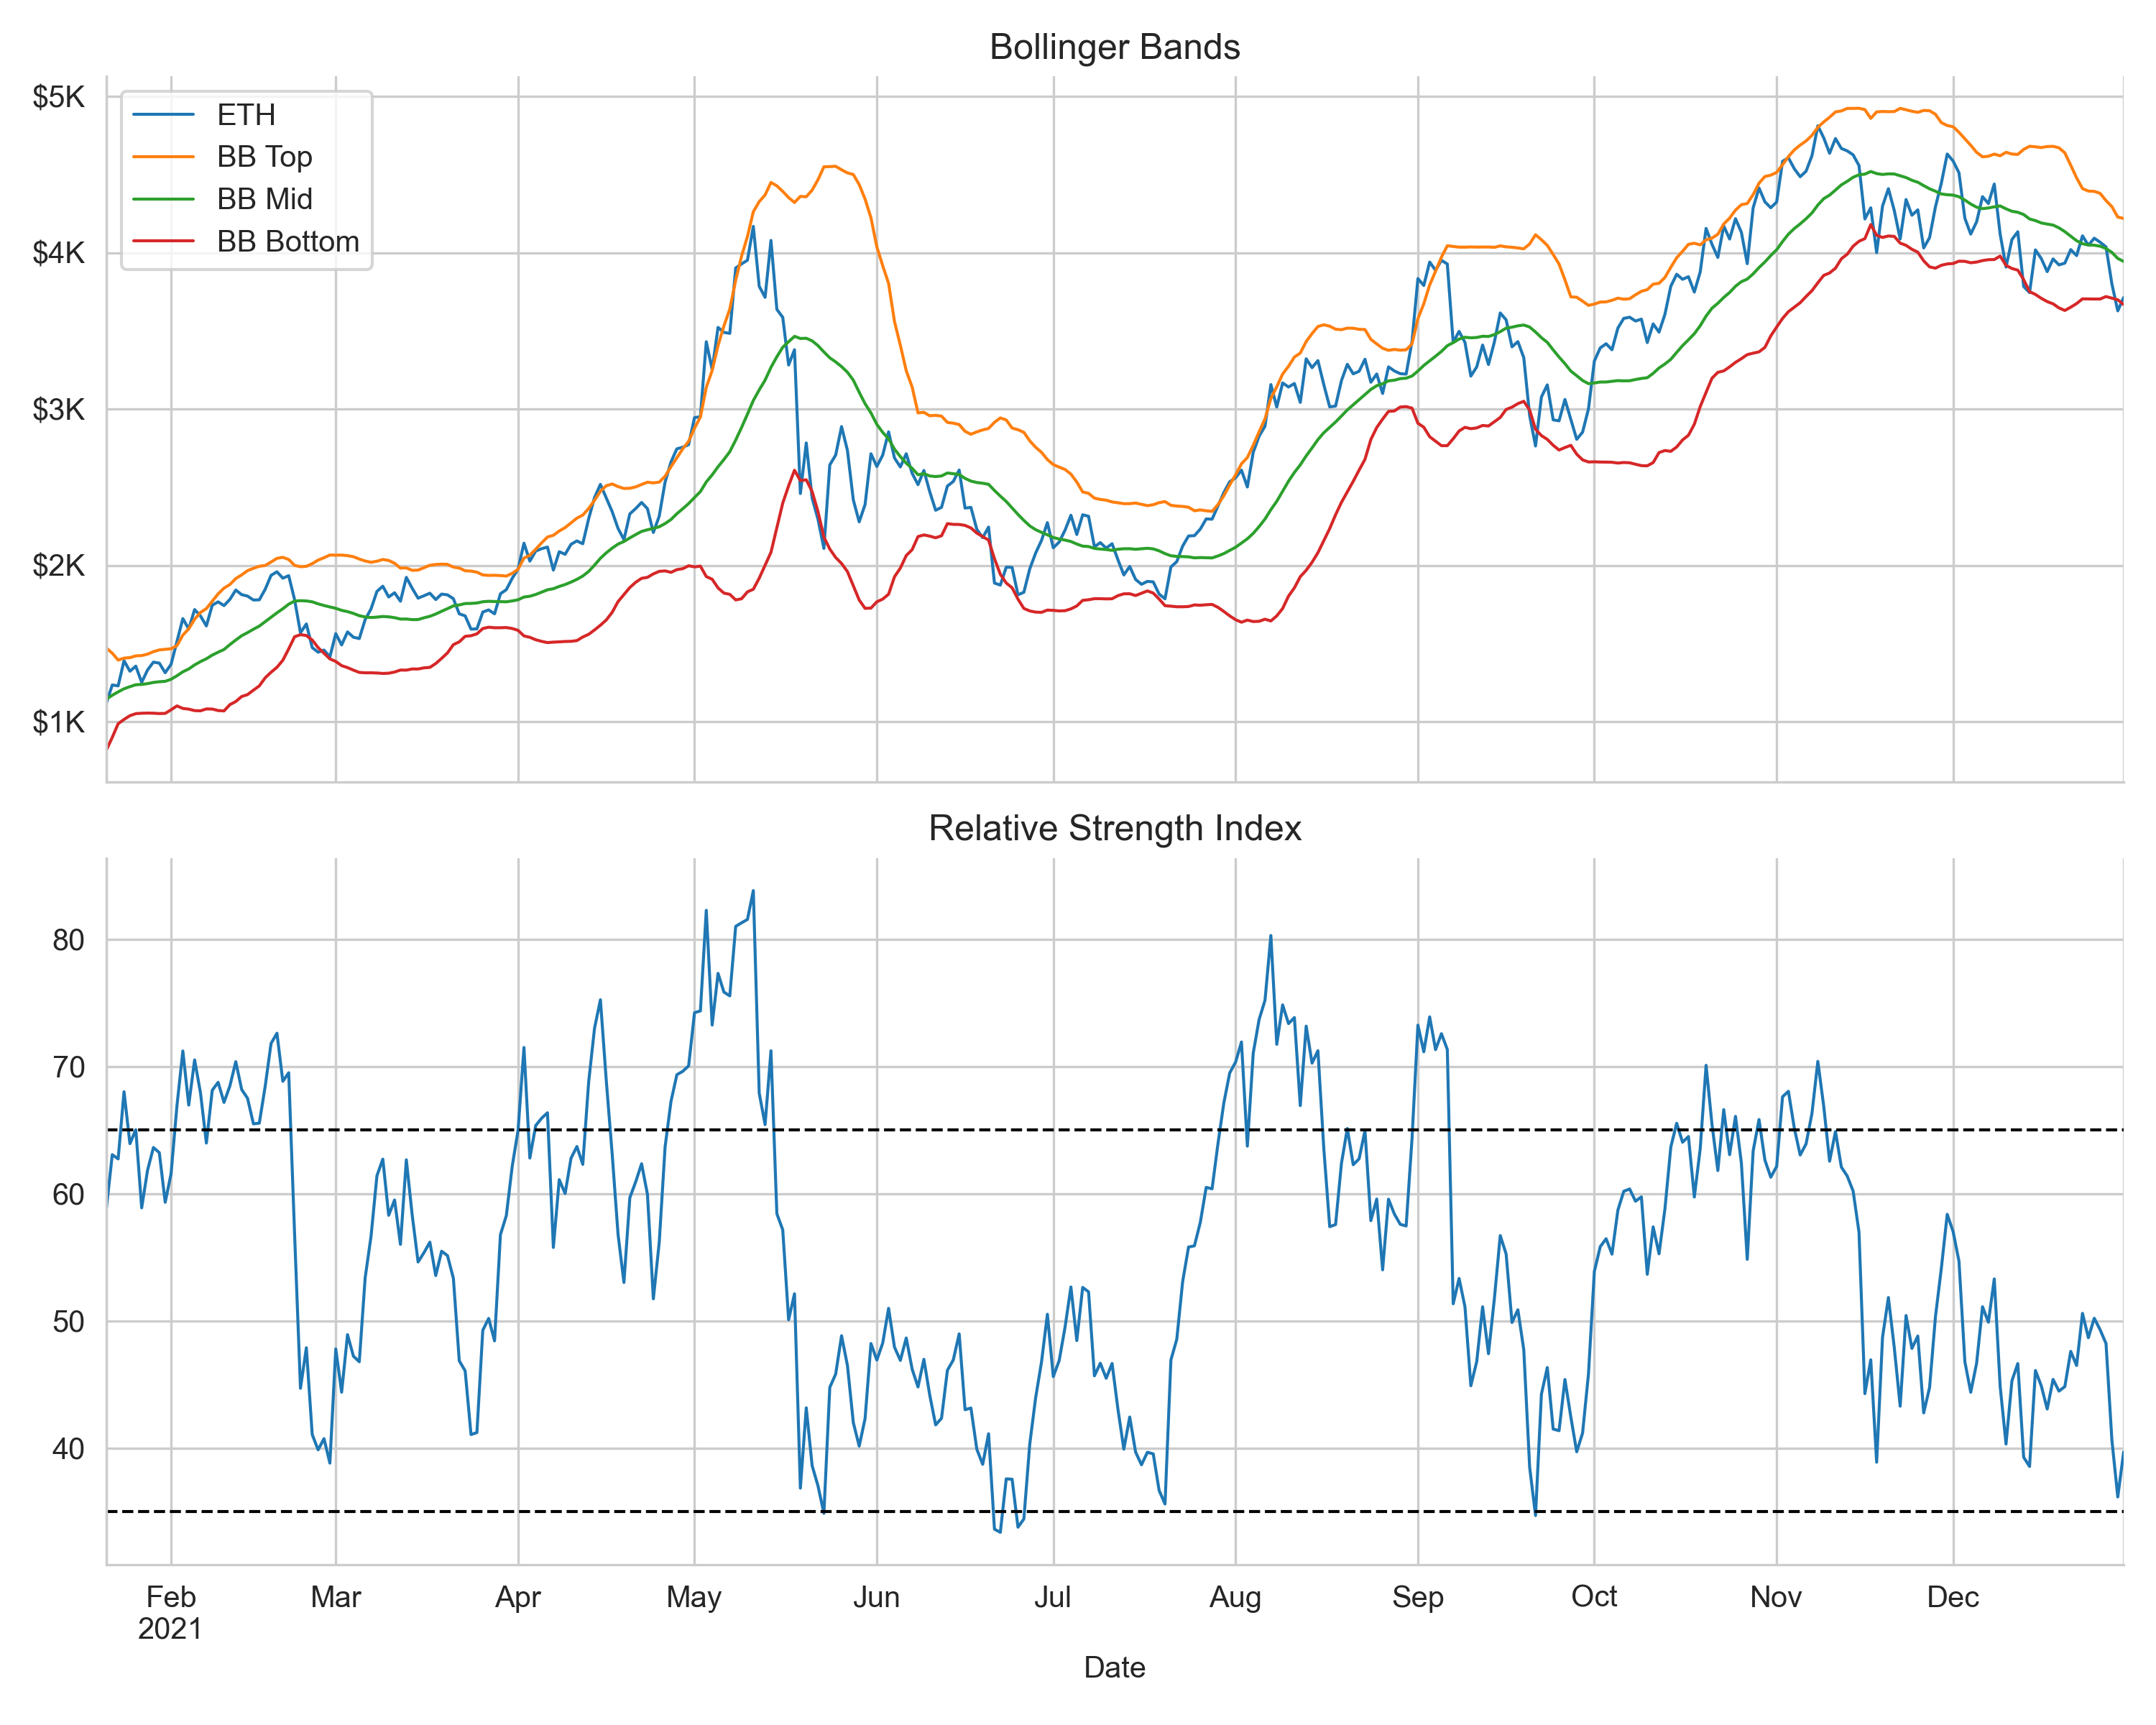 Bollinger Bands
$5K
$4K
$3K
$2K
$1K
ETH
BB Top
BB Mid
BB Bottom
Relative Strength Index
80
70
60
50
40
Feb Mar Apr May Jun Jul Aug Sep Oct Nov Dec
2021
Date